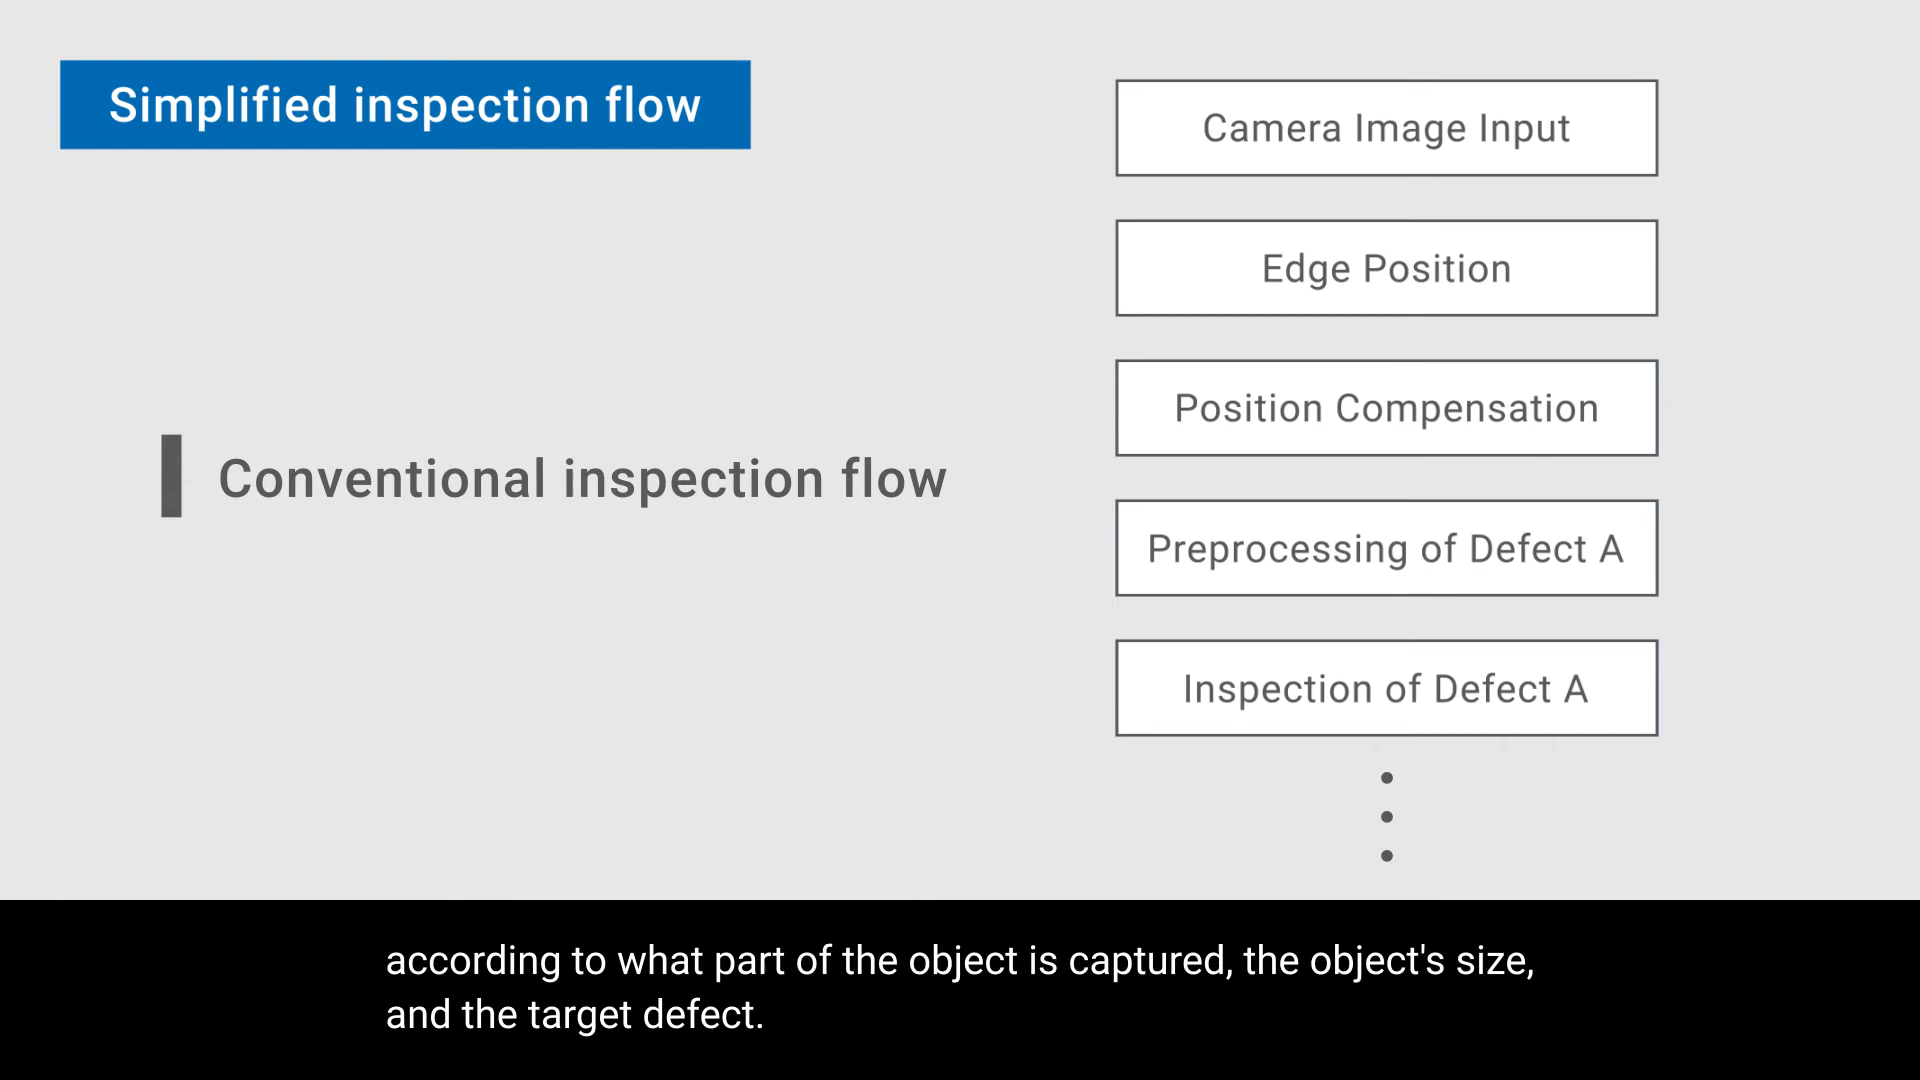 Simplified inspection flow
Conventional inspection flow
Camera Image Input
Edge Position
Position Compensation
Preprocessing of Defect A
Inspection of Defect A
according to what part of the object is captured, the object's size,
and the target defect.